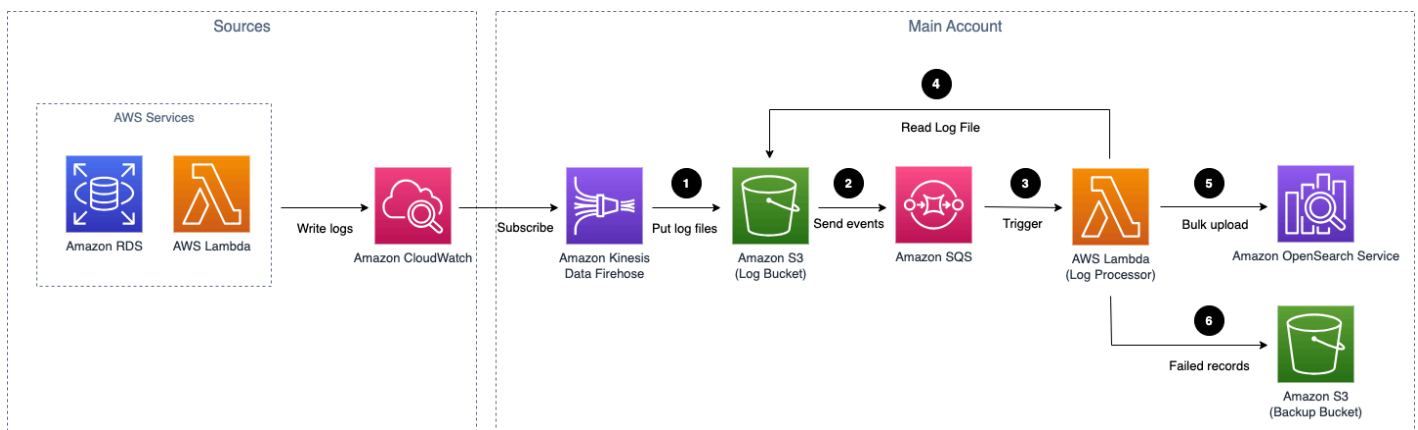 Sources
Main Account
AWS Services
Amazon RDS
AWS Lambda
Write logs
Amazon CloudWatch
Subscribe
Amazon Kinesis
Data Firehose
1
Put log files
Amazon S3
(Log Bucket)
2
Send events
Amazon SQS
3
Trigger
4
Read Log File
AWS Lambda
(Log Processor)
5
Bulk upload
Amazon OpenSearch Service
6
Failed records
Amazon S3
(Backup Bucket)